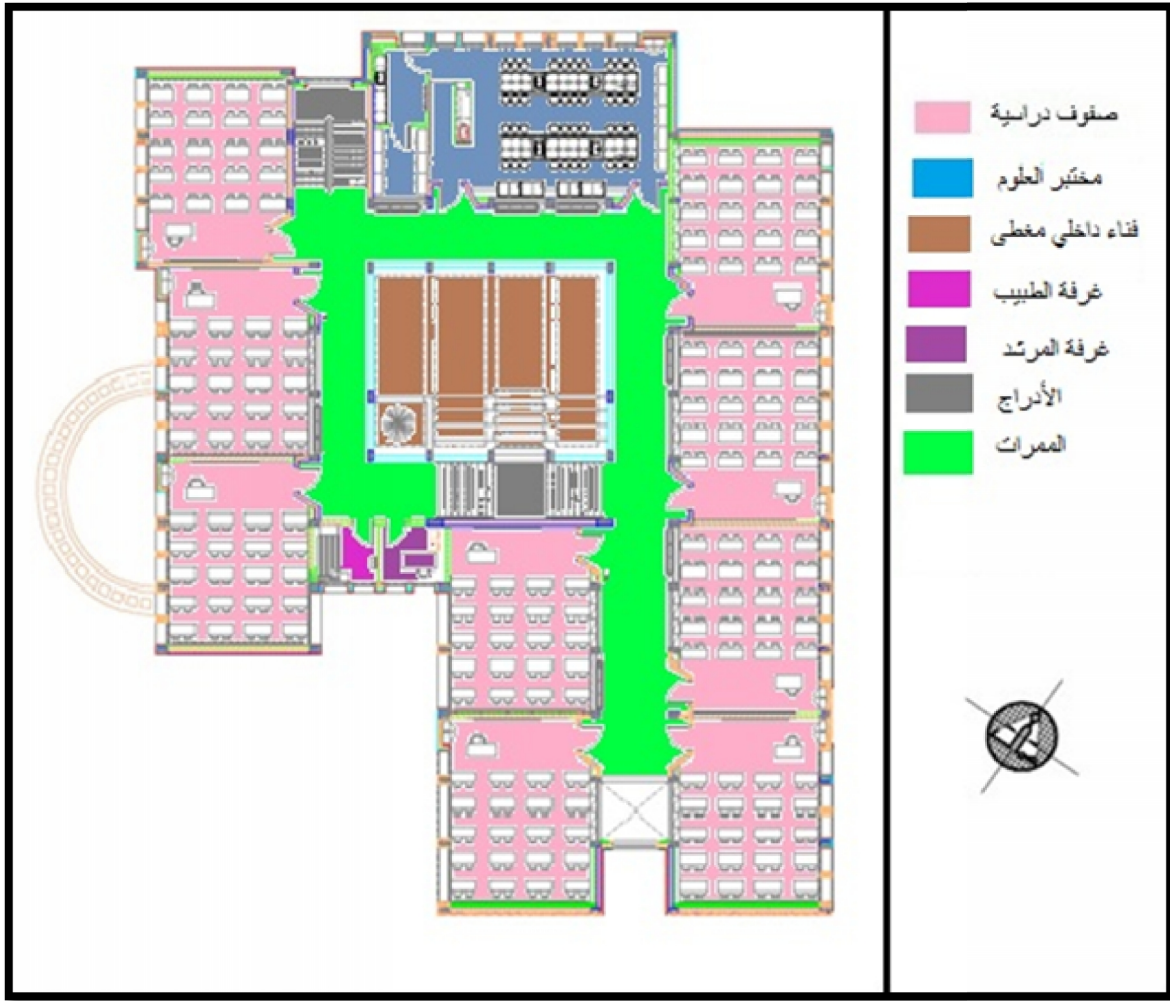 صفوف دراسية
مختبر العلوم
فناء داخلي مغطى
غرفة الطبيب
غرفة المرشد
الأدراج
الممرات